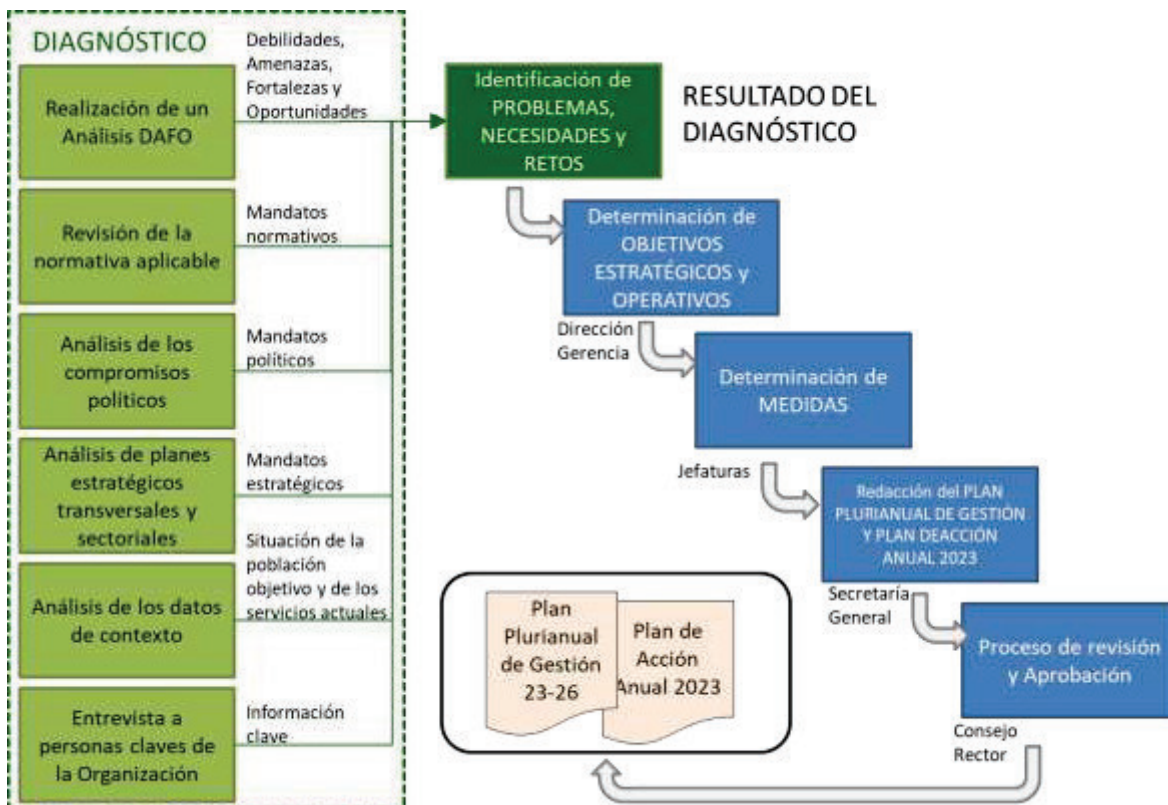 DIAGNÓSTICO
Debilidades,
Amenazas,
Fortalezas y
Oportunidades
Realización de un
Análisis DAFO
Mandatos
normativos
Revisión de la
normativa aplicable
Mandatos
políticos
Análisis de los
compromisos
políticos
Mandatos
estratégicos
Análisis de planes
estratégicos
transversales y
sectoriales
Situación de la
población
objetivo y de los
servicios actuales
Análisis de los datos
de contexto
Información
clave
Entrevista a
personas claves de
la Organización
Identificación de
PROBLEMAS,
NECESIDADES y
RETOS
RESULTADO DEL
DIAGNÓSTICO
Determinación de
OBJETIVOS
ESTRATÉGICOS y
OPERATIVOS
Dirección
Gerencia
Determinación de
MEDIDAS
Jefaturas
Redacción del PLAN
PLURIANUAL DE GESTIÓN
Y PLAN DEACCIÓN
ANUAL 2023
Secretaría
General
Proceso de revisión
y Aprobación
Consejo
Rector
Plan
Plurianual
de Gestión
23-26
Plan de
Acción
Anual 2023